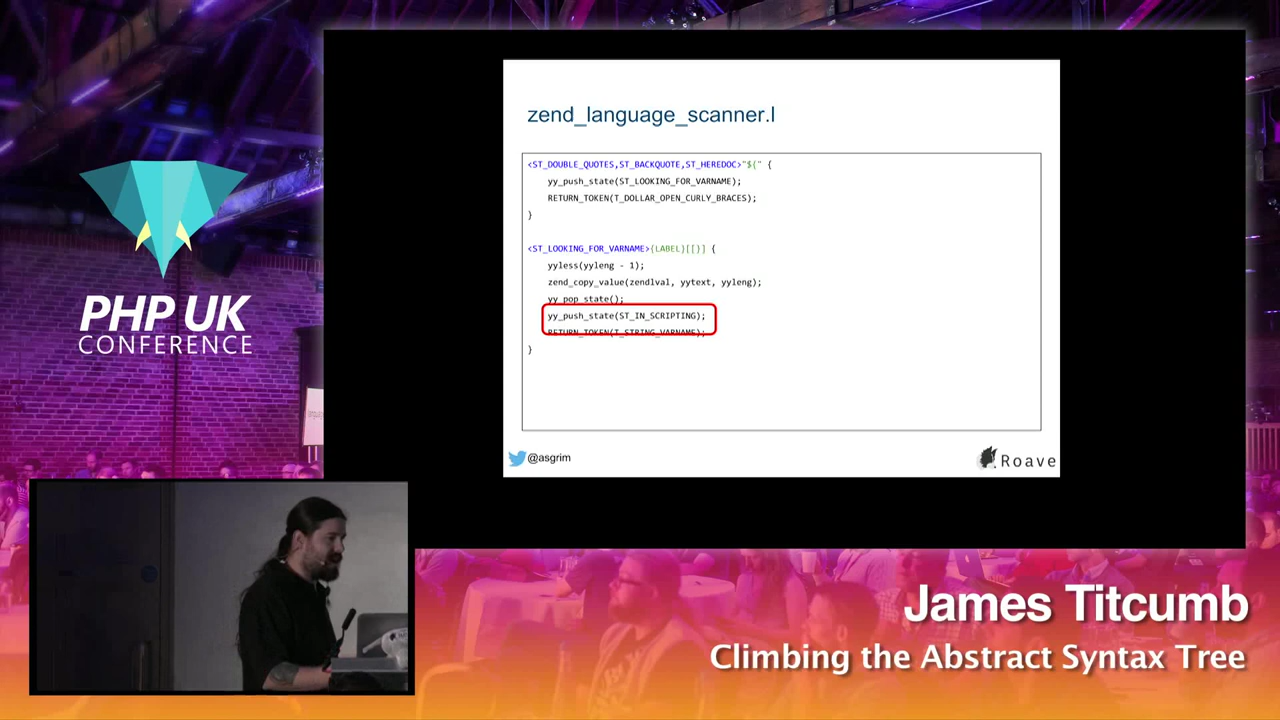 zend_language_scanner.l
<ST_DOUBLE_QUOTES,ST_BACKQUOTE,ST_HEREDOC>"${" {
yy_push_state(ST_LOOKING_FOR_VARNAME);
RETURN_TOKEN(T_DOLLAR_OPEN_CURLY_BRACES);
}
<ST_LOOKING_FOR_VARNAME>{LABEL}[[}] {
yyless(yyleng - 1);
zend_copy_value(zendlval, yytext, yyleng);
yy_pop_state();
yy_push_state(ST_IN_SCRIPTING);
RETURN_TOKEN(T_STRING_VARNAME);
}
@asgrim
Roave
PHP UK
CONFERENCE
James Titcumb
Climbing the Abstract Syntax Tree